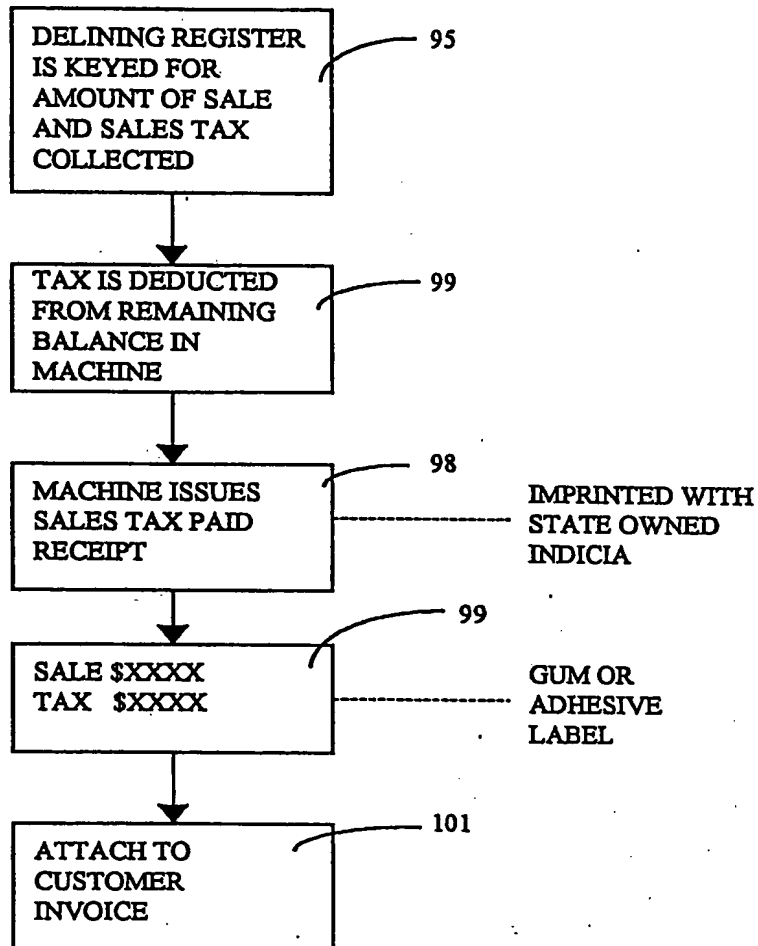 DELINING REGISTER
IS KEYED FOR
AMOUNT OF SALE
AND SALES TAX
COLLECTED
95
TAX IS DEDUCTED
FROM REMAINING
BALANCE IN
MACHINE
99
MACHINE ISSUES
SALES TAX PAID
RECEIPT
98
IMPRINTED WITH
STATE OWNED
INDICIA
SALE $XXXX
TAX $XXXX
99
GUM OR
ADHESIVE
LABEL
ATTACH TO
CUSTOMER
INVOICE
101